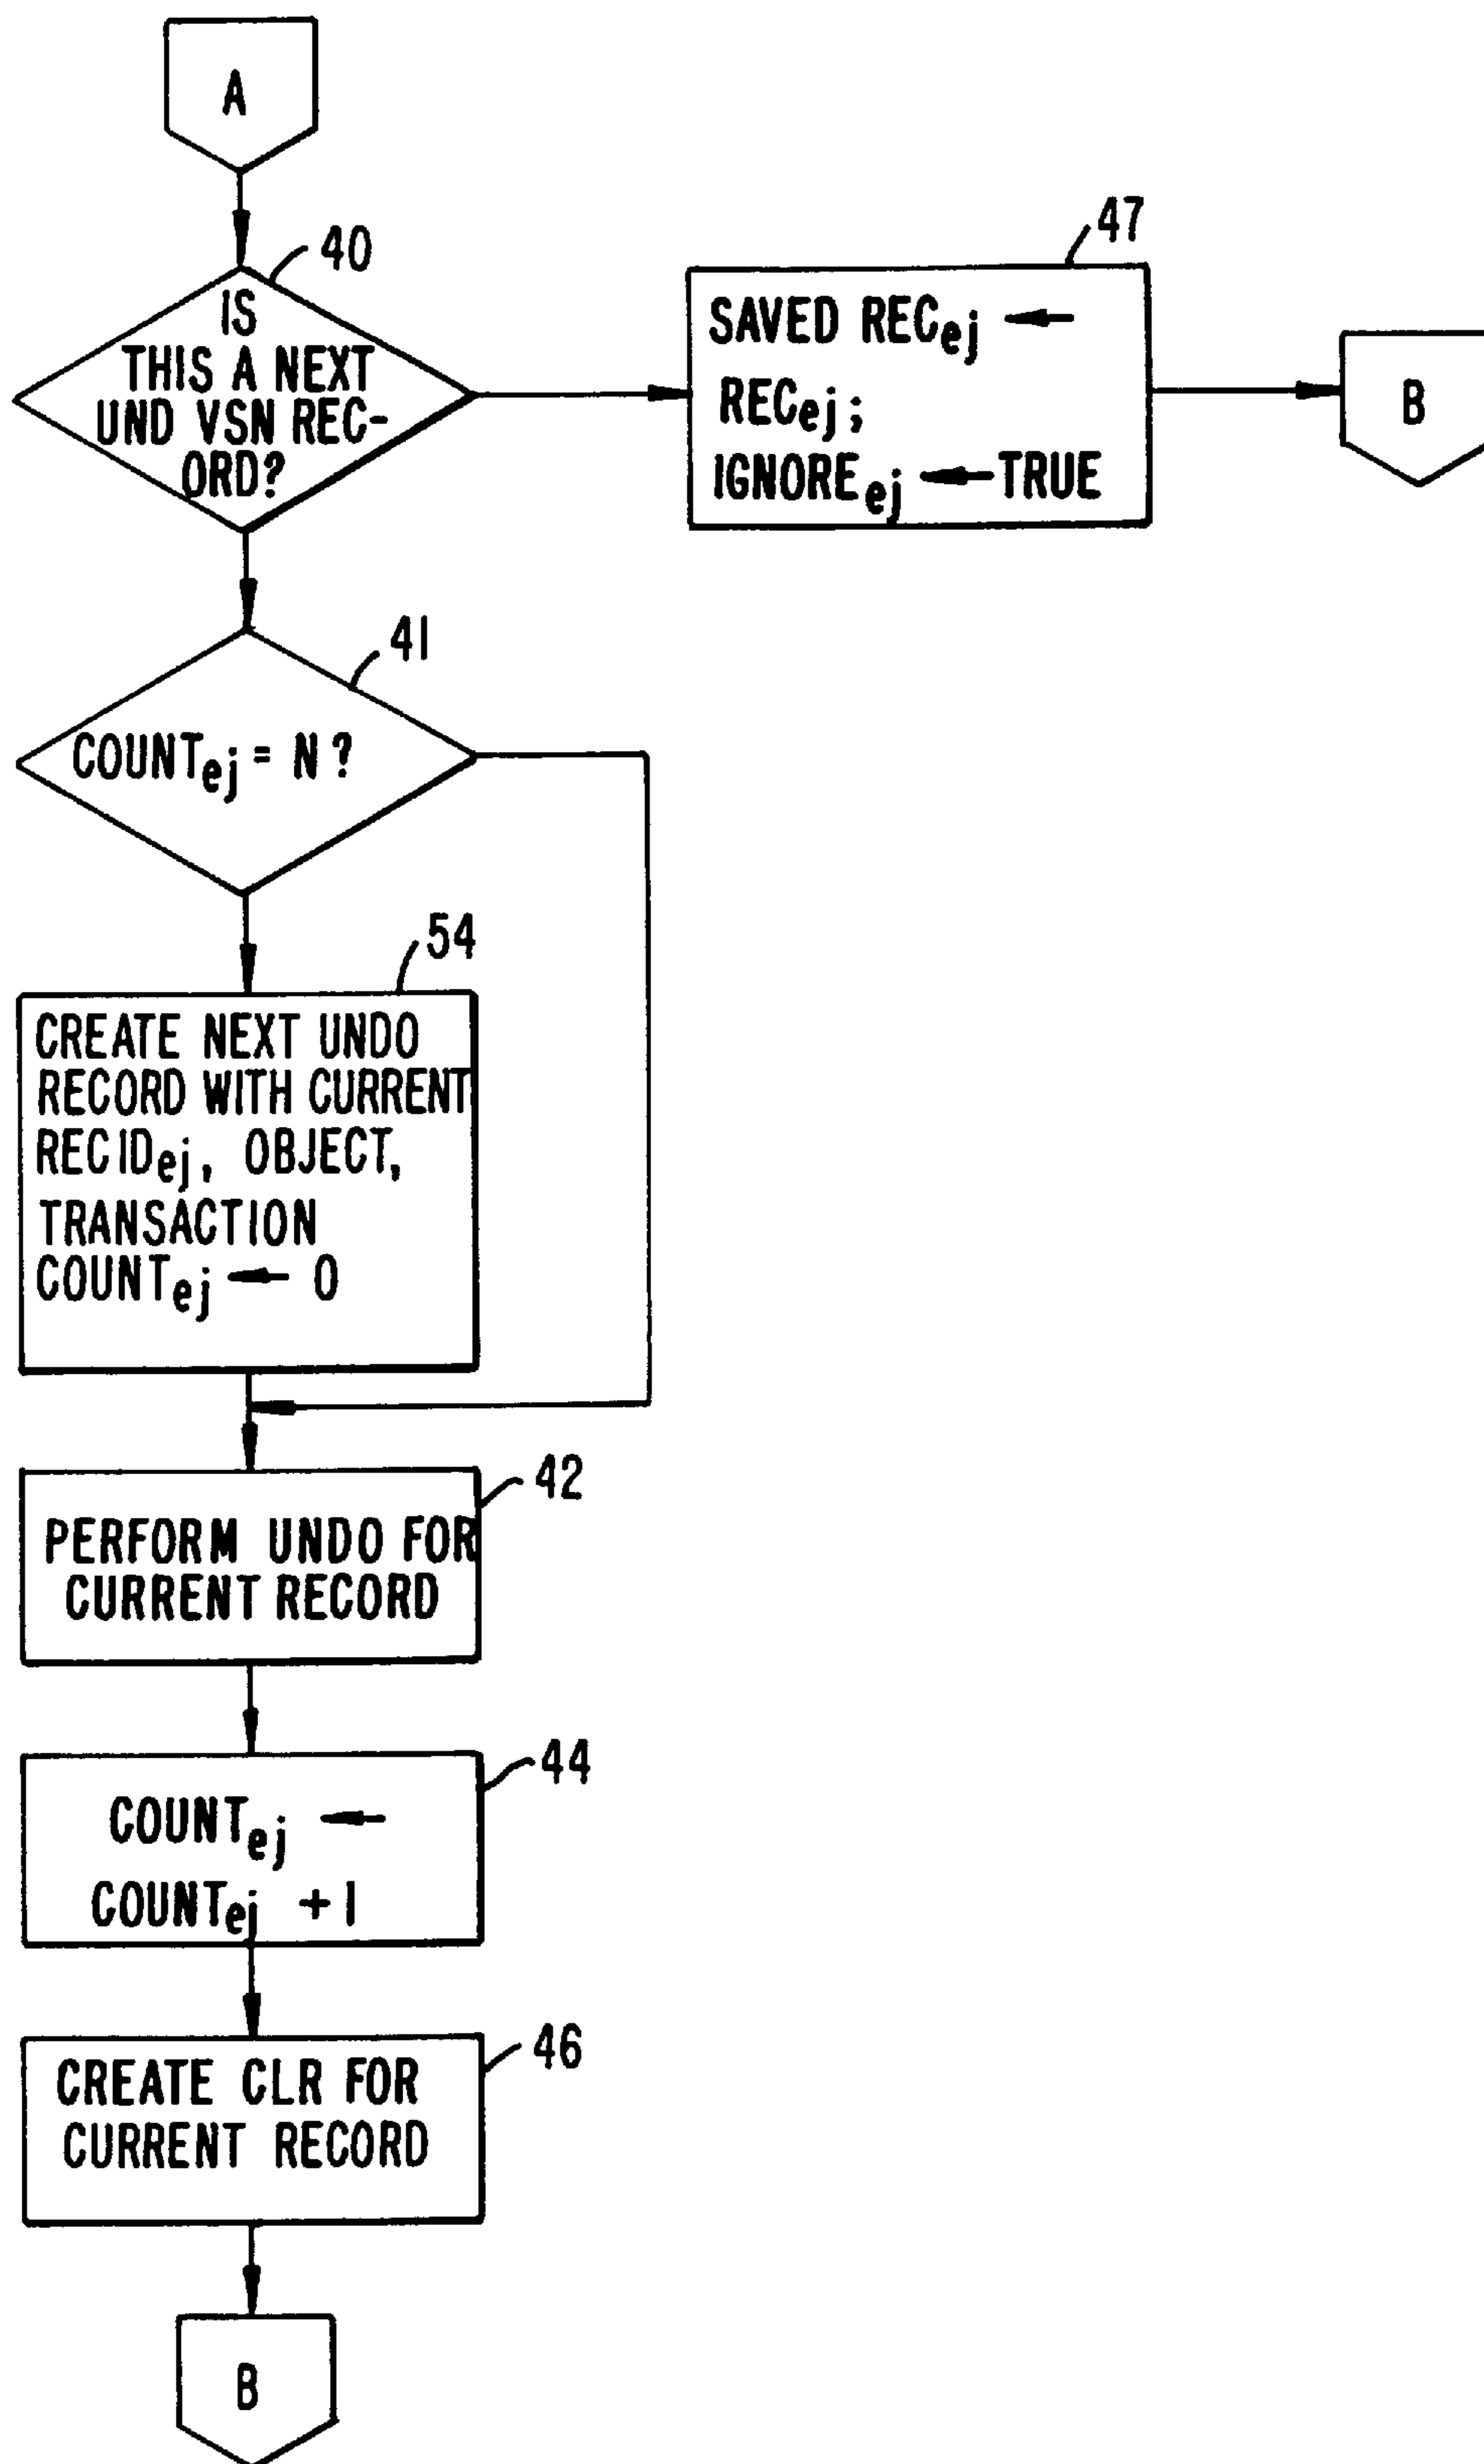 A
40
IS
THIS A NEXT
UND VSN REC-
ORD?
47
SAVED RECej ←
RECej ;
IGNOREej ← TRUE
B
41
COUNTej = N ?
54
CREATE NEXT UNDO
RECORD WITH CURRENT
RECIDej, OBJECT,
TRANSACTION
COUNTej ← 0
42
PERFORM UNDO FOR
CURRENT RECORD
44
COUNTej ←
COUNTej +1
46
CREATE CLR FOR
CURRENT RECORD
B